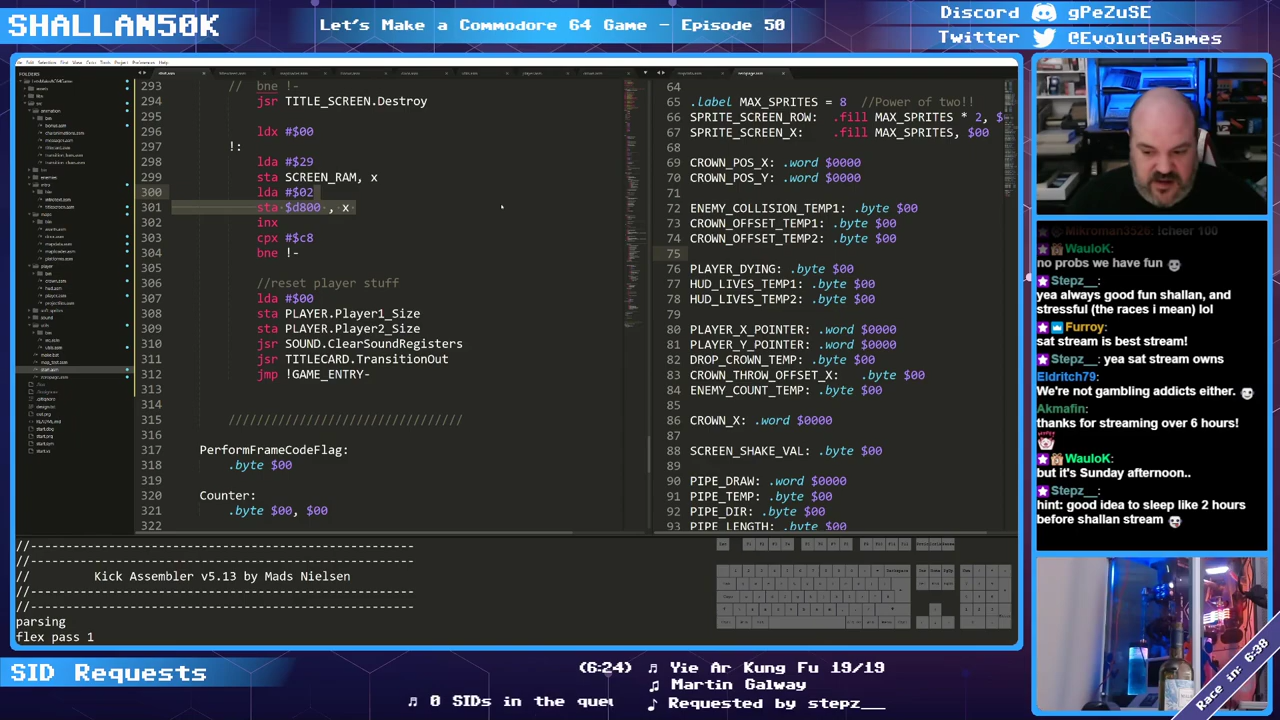 SHALLAN50K
Let's Make a Commodore 64 Game - Episode 50
Discord gPeZuSE
Twitter @EvoluteGames
FOLDERS
293 // bne !-
294 jsr TITLE_SCREEN.Destroy
295
296 ldx #$00
297 !:
298 lda #$29
299 sta SCREEN_RAM, x
300 lda #$02
301 sta $d800 , x
302 inx
303 cpx #$c8
304 bne !-
305
306 //reset player stuff
307 lda #$00
308 sta PLAYER.Player1_Size
309 sta PLAYER.Player2_Size
310 jsr SOUND.ClearSoundRegisters
311 jsr TITLECARD.TransitionOut
312 jmp !GAME_ENTRY-
313
314
315 /////////////////////////////////
316
317 PerformFrameCodeFlag:
318 .byte $00
319
320 Counter:
321 .byte $00, $00
322
64
65 .label MAX_SPRITES = 8 //Power of two!!
66 SPRITE_SCREEN_ROW: .fill MAX_SPRITES * 2, $
67 SPRITE_SCREEN_X: .fill MAX_SPRITES, $00
68
69 CROWN_POS_X: .word $0000
70 CROWN_POS_Y: .word $0000
71
72 ENEMY_COLLISION_TEMP1: .byte $00
73 CROWN_OFFSET_TEMP1: .byte $00
74 CROWN_OFFSET_TEMP2: .byte $00
75
76 PLAYER_DYING: .byte $00
77 HUD_LIVES_TEMP1: .byte $00
78 HUD_LIVES_TEMP2: .byte $00
79
80 PLAYER_X_POINTER: .word $0000
81 PLAYER_Y_POINTER: .word $0000
82 DROP_CROWN_TEMP: .byte $00
83 CROWN_THROW_OFFSET_X: .byte $00
84 ENEMY_COUNT_TEMP: .byte $00
85
86 CROWN_X: .word $0000
87
88 SCREEN_SHAKE_VAL: .byte $00
89
90 PIPE_DRAW: .word $0000
91 PIPE_TEMP: .byte $00
92 PIPE_DIR: .byte $00
93 PIPE_LENGTH: .byte $00
//------------------------------------------------------
//------------------------------------------------------
// Kick Assembler v5.13 by Mads Nielsen
//------------------------------------------------------
//------------------------------------------------------
parsing
flex pass 1
Mikroman3526: !cheer 100
WauloK:
no probs we have fun
Stepz__:
yea always good fun shallan, and
stressful (the races i mean) lol
Furroy:
sat stream is best stream!
Stepz__: yea sat stream owns
Eldritch79:
We're not gambling addicts either.
Akmafin:
thanks for streaming over 6 hours!
WauloK:
but it's Sunday afternoon..
Stepz__:
hint: good idea to sleep like 2 hours
before shallan stream
Race in: 6:38
SID Requests
(6:24) Yie Ar Kung Fu 19/19
Martin Galway
0 SIDs in the queu
Requested by stepz__